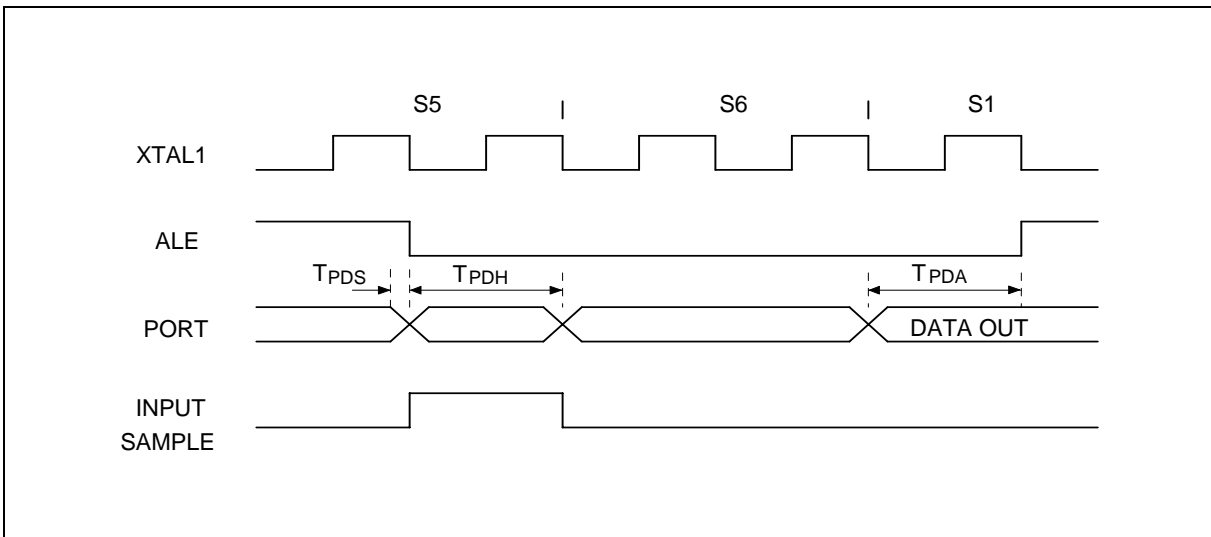 S5 | S6 | S1
XTAL1
ALE
TPDS TPDH TPDA
PORT
DATA OUT
INPUT
SAMPLE